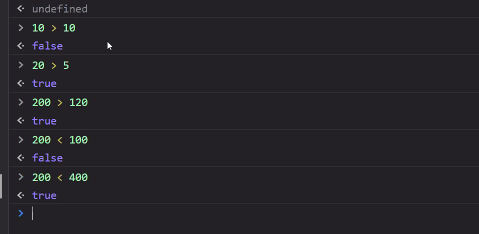 undefined
10 > 10
false
20 > 5
true
200 > 120
true
200 < 100
false
200 < 400
true